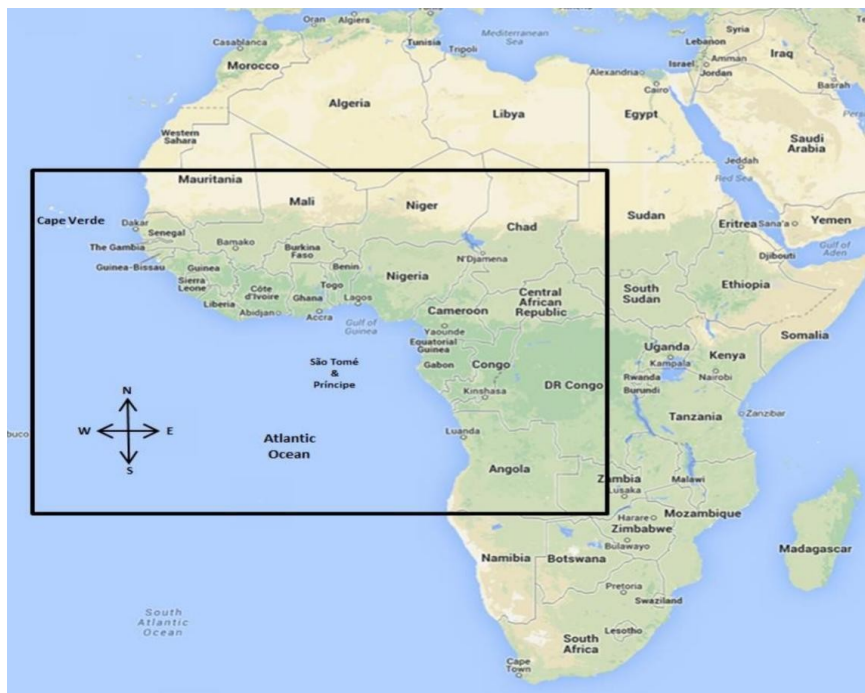 Oran
Algiers
Casablanca
Morocco
Tunisia
Tripoli
Mediterranean
Sea
Syria
Lebanon
Israel
Amman
Jordan
Iraq
Basrah
Alexandria
Cairo
Algeria
Libya
Egypt
Western
Sahara
Saudi
Arabia
Jeddah
Red Sea
Mauritania
Mali
Niger
Chad
Sudan
Eritrea
Sana'a
Yemen
Gulf of
Aden
Djibouti
Cape Verde
Dakar
Senegal
The Gambia
Bamako
Guinea-Bissau
Guinea
Sierra
Leone
Liberia
Burkina
Faso
Côte
d'Ivoire
Abidjan
Ghana
Accra
Togo
Benin
Lagos
Nigeria
N'Djamena
Gulf of
Guinea
Cameroon
Yaounde
Equatorial
Guinea
Gabon
Central
African
Republic
South
Sudan
Ethiopia
Somalia
Congo
Kinshasa
DR Congo
Uganda
Kampala
Kenya
Nairobi
Rwanda
Burundi
Tanzania
Zanzibar
São Tomé
&
Príncipe
N
W
E
S
buco
Atlantic
Ocean
Luanda
Angola
Zambia
Lusaka
Malawi
Harare
Mozambique
Zimbabwe
Bulawayo
Madagascar
Namibia
Botswana
Pretoria
Swaziland
Lesotho
South
Africa
Cape
Town
South
Atlantic
Ocean